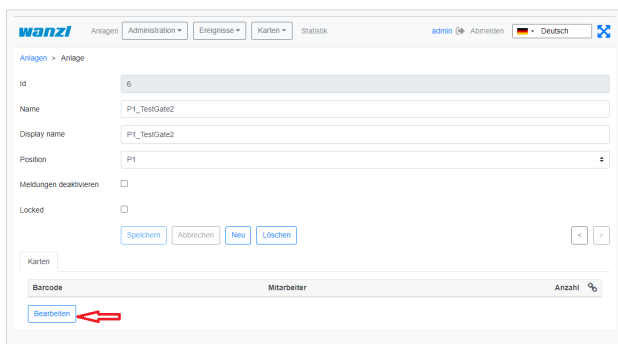 wanzl Anlagen Administration Ereignisse Karten Statistik admin Abmelden Deutsch
Anlagen > Anlage
Id 6
Name P1_TestGate2
Display name P1_TestGate2
Position P1
Meldungen deaktivieren
Locked
Speichern Abbrechen Neu Löschen < >
Karten
Barcode Mitarbeiter Anzahl
Bearbeiten